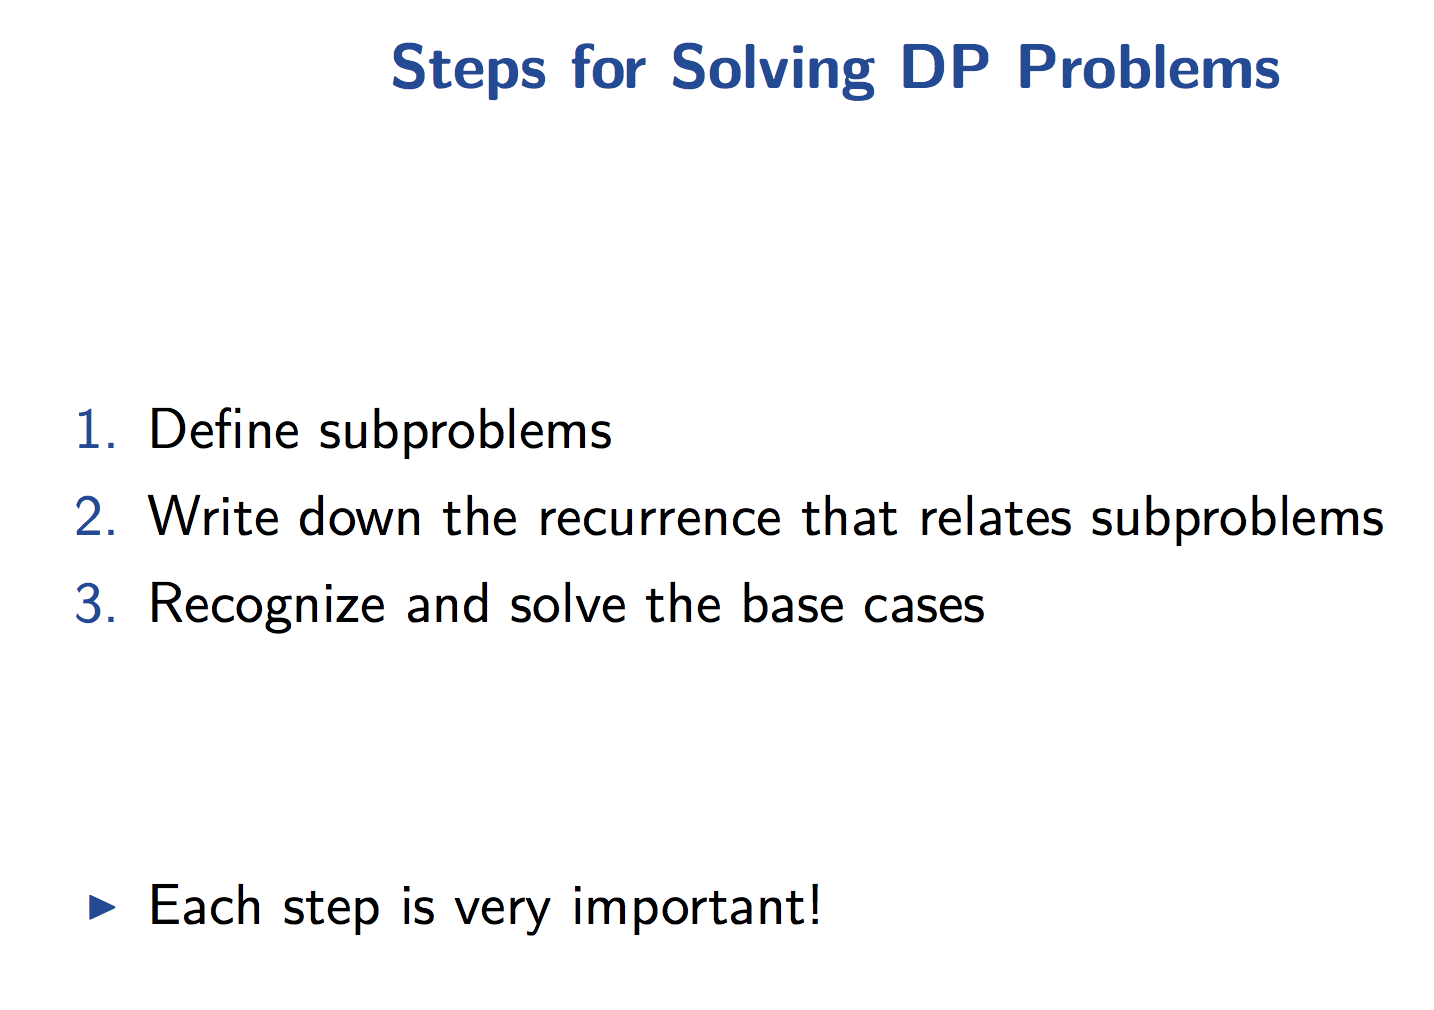 Steps for Solving DP Problems
1. Define subproblems
2. Write down the recurrence that relates subproblems
3. Recognize and solve the base cases
▶ Each step is very important!